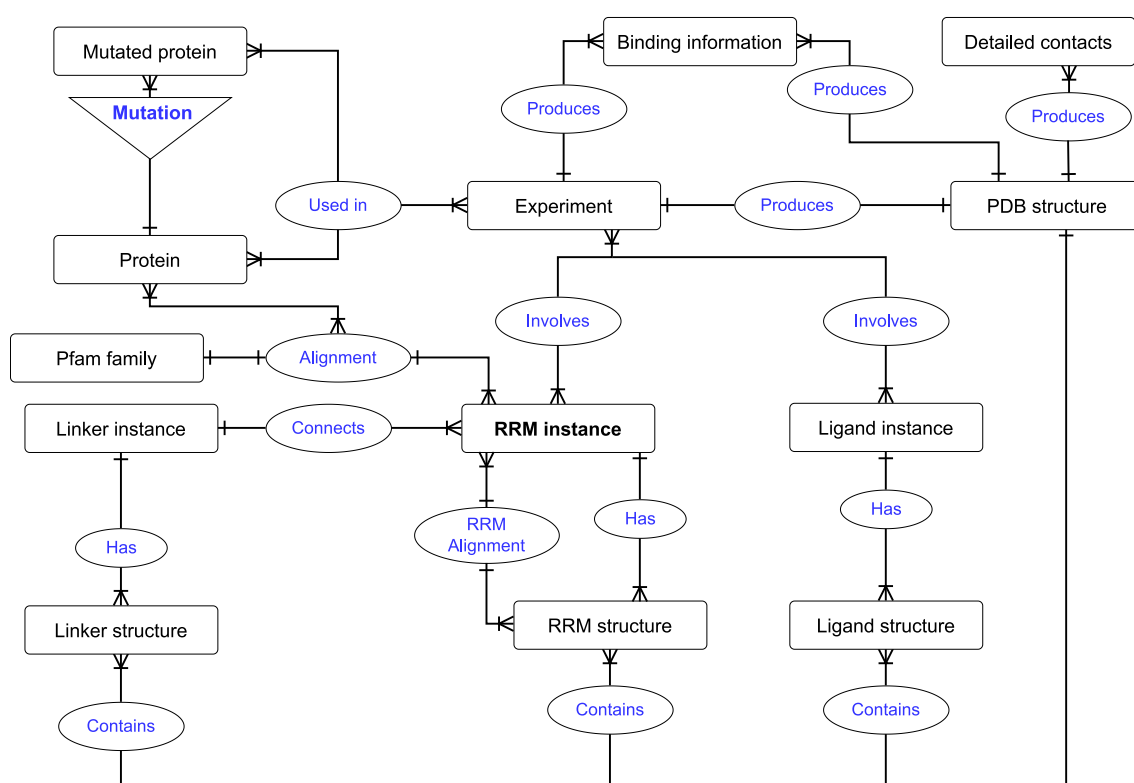 Mutated protein
Binding information
Detailed contacts
Mutation
Produces
Produces
Produces
Used in
Experiment
Produces
PDB structure
Protein
Involves
Involves
Pfam family
Alignment
Linker instance
Connects
RRM instance
Ligand instance
Has
RRM
Alignment
Has
Has
Linker structure
RRM structure
Ligand structure
Contains
Contains
Contains